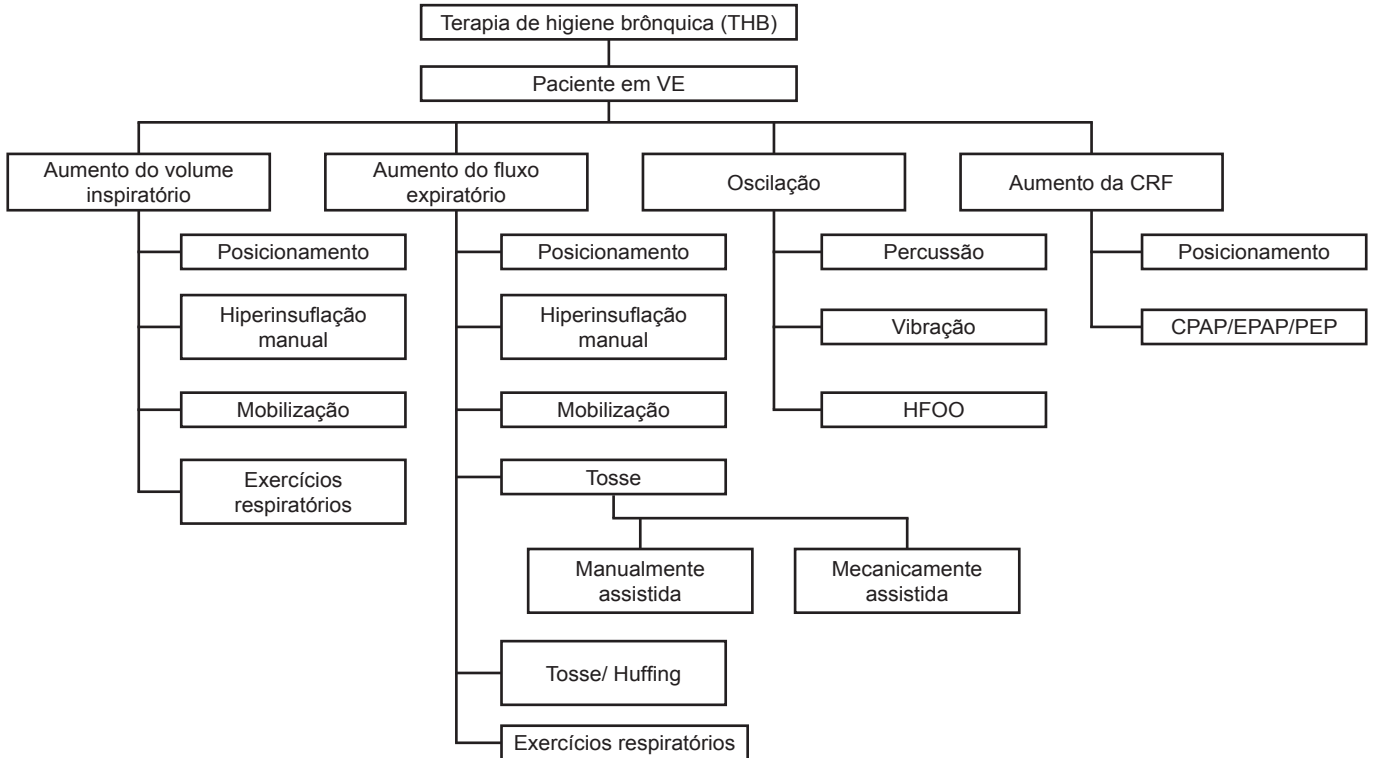 Terapia de higiene brônquica (THB)
Paciente em VE
Aumento do volume
inspiratório
Posicionamento
Hiperinsuflação
manual
Mobilização
Exercícios
respiratórios
Aumento do fluxo
expiratório
Posicionamento
Hiperinsuflação
manual
Mobilização
Tosse
Manualmente
assistida
Mecanicamente
assistida
Tosse/ Huffing
Exercícios respiratórios
Oscilação
Percussão
Vibração
HFOO
Aumento da CRF
Posicionamento
CPAP/EPAP/PEP